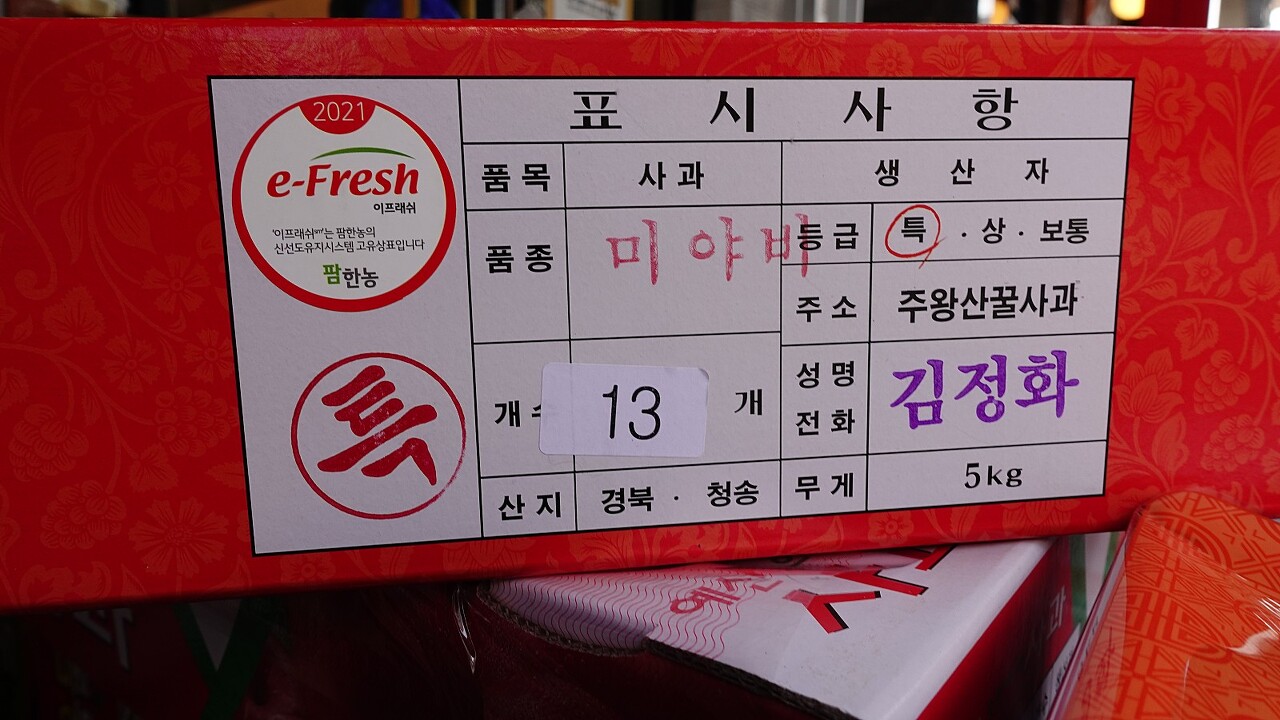 2021
e-Fresh
이프래쉬
'이프래쉬'는 팜한농의
신선도유지시스템 고유상표입니다
팜한농
특
표 시 사 항
품목 사과 생 산 자
품종 미야비 등급 특 · 상 · 보통
주소 주왕산꿀사과
개 13 개 성명 전화 김정화
산지 경북 · 청송 무게 5kg